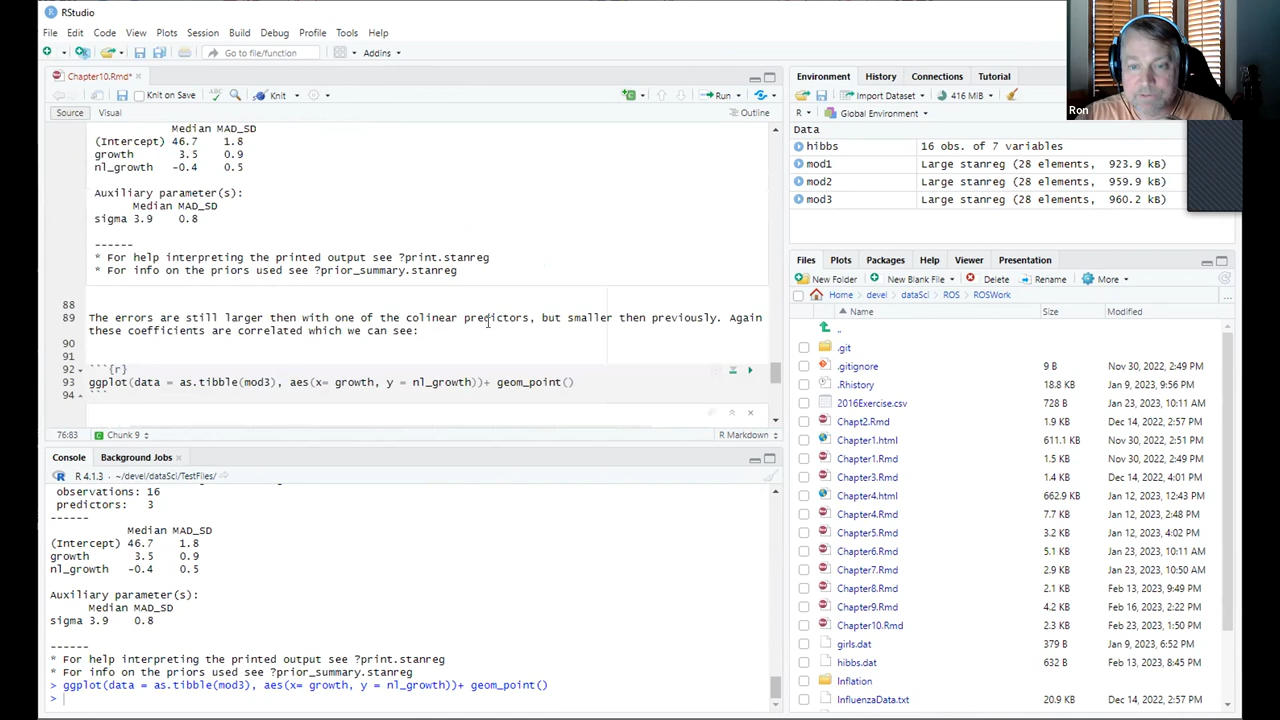 RStudio
File Edit Code View Plots Session Build Debug Profile Tools Help
Go to file/function
Addins
Chapter10.Rmd*
Knit on Save
Knit
Run
Source Visual
Outline
Median MAD_SD
(Intercept) 46.7 1.8
growth 3.5 0.9
nl_growth -0.4 0.5
Auxiliary parameter(s):
Median MAD_SD
sigma 3.9 0.8
------
* For help interpreting the printed output see ?print.stanreg
* For info on the priors used see ?prior_summary.stanreg
88
89 The errors are still larger then with one of the colinear predictors, but smaller then previously. Again
these coefficients are correlated which we can see:
90
91
92 ```{r}
93 ggplot(data = as.tibble(mod3), aes(x= growth, y = nl_growth))+ geom_point()
94 ```
76:83 Chunk 9 R Markdown
Console Background Jobs
R 4.1.3 · ~/devel/dataSci/TestFiles/
observations: 16
predictors: 3
------
Median MAD_SD
(Intercept) 46.7 1.8
growth 3.5 0.9
nl_growth -0.4 0.5
Auxiliary parameter(s):
Median MAD_SD
sigma 3.9 0.8
------
* For help interpreting the printed output see ?print.stanreg
* For info on the priors used see ?prior_summary.stanreg
> ggplot(data = as.tibble(mod3), aes(x= growth, y = nl_growth))+ geom_point()
>
Environment History Connections Tutorial
Import Dataset 416 MiB
R Global Environment
Data
hibbs 16 obs. of 7 variables
mod1 Large stanreg (28 elements, 923.9 kB)
mod2 Large stanreg (28 elements, 959.9 kB)
mod3 Large stanreg (28 elements, 960.2 kB)
Ron
Files Plots Packages Help Viewer Presentation
New Folder New Blank File Delete Rename More
Home devel dataSci ROS ROSWork
Name Size Modified
..
.git
.gitignore 9 B Nov 30, 2022, 2:49 PM
.Rhistory 18.8 KB Jan 9, 2023, 9:56 PM
2016Exercise.csv 728 B Jan 23, 2023, 10:11 AM
Chapt2.Rmd 1.9 KB Dec 14, 2022, 2:57 PM
Chapter1.html 611.1 KB Nov 30, 2022, 2:51 PM
Chapter1.Rmd 1.5 KB Nov 30, 2022, 2:49 PM
Chapter3.Rmd 1.4 KB Dec 14, 2022, 4:01 PM
Chapter4.html 662.9 KB Jan 12, 2023, 12:43 PM
Chapter4.Rmd 7.7 KB Jan 12, 2023, 2:48 PM
Chapter5.Rmd 3.2 KB Jan 12, 2023, 4:02 PM
Chapter6.Rmd 5.1 KB Jan 23, 2023, 10:11 AM
Chapter7.Rmd 2.9 KB Jan 23, 2023, 10:50 AM
Chapter8.Rmd 2.1 KB Feb 13, 2023, 9:49 PM
Chapter9.Rmd 4.2 KB Feb 16, 2023, 2:22 PM
Chapter10.Rmd 2.3 KB Feb 23, 2023, 1:50 PM
girls.dat 379 B Jan 9, 2023, 6:52 PM
hibbs.dat 632 B Feb 13, 2023, 8:45 PM
Inflation
InfluenzaData.txt 20.9 KB Dec 14, 2022, 2:57 PM